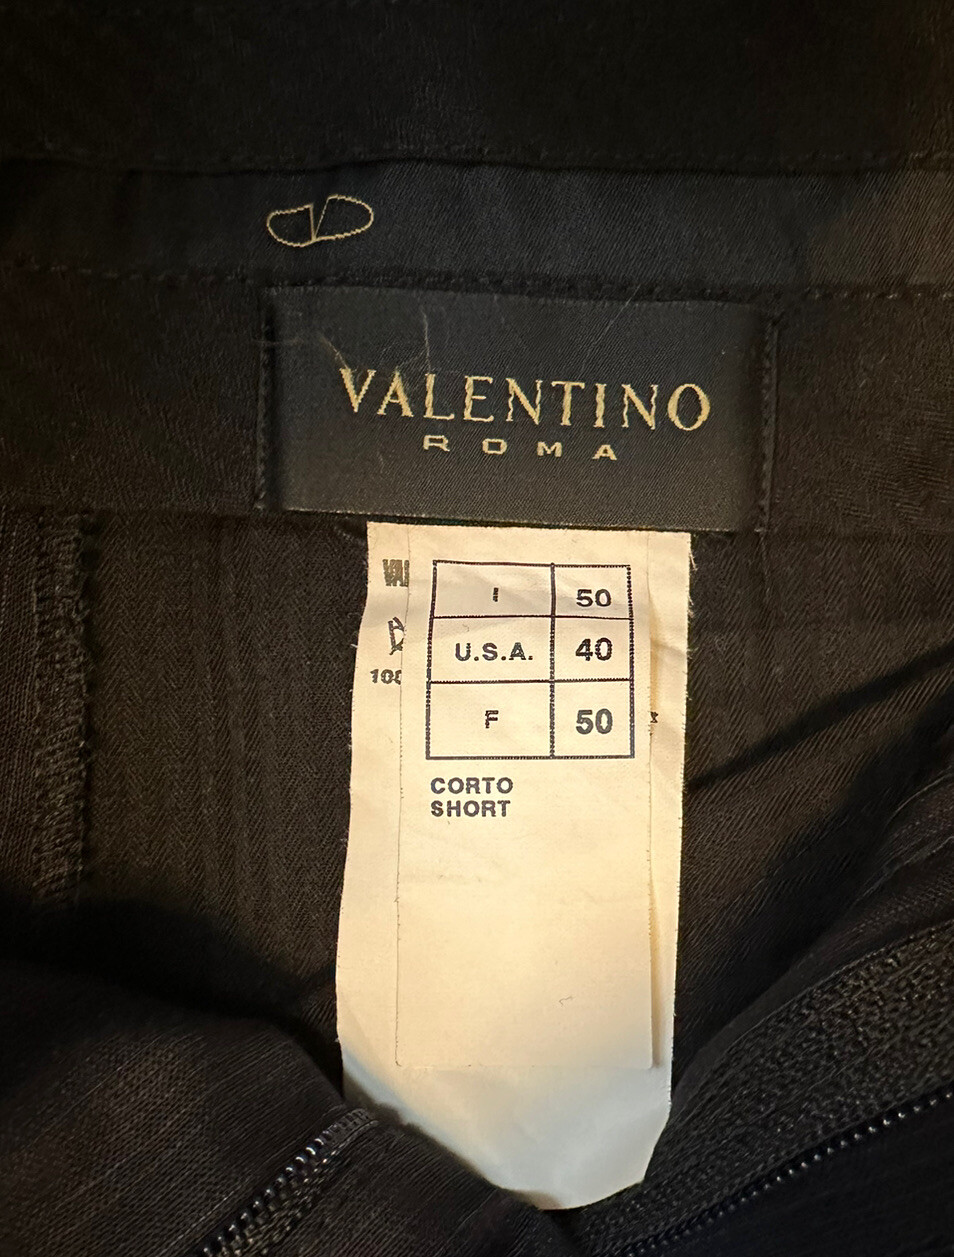 VALENTINO
ROMA
I 50
U.S.A. 40
F 50
CORTO
SHORT